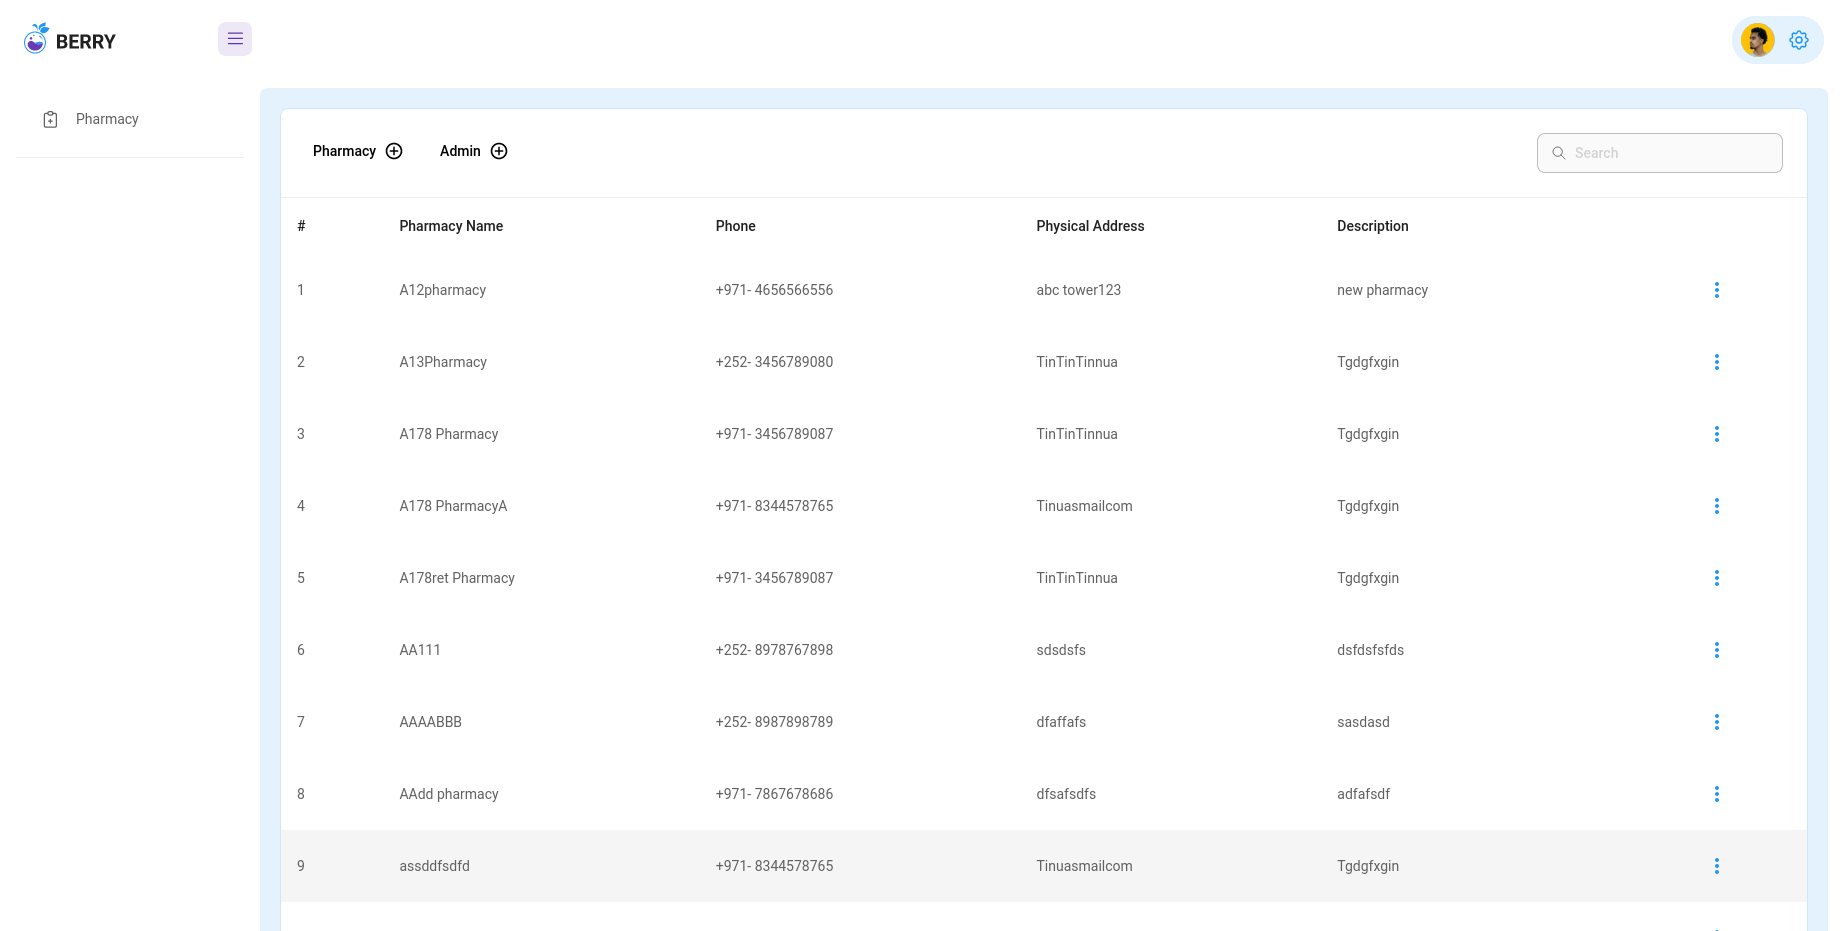 BERRY
Pharmacy
Pharmacy Admin Search
# Pharmacy Name Phone Physical Address Description
1 A12pharmacy +971- 4656566556 abc tower123 new pharmacy
2 A13Pharmacy +252- 3456789080 TinTinTinnua Tgdgfxgin
3 A178 Pharmacy +971- 3456789087 TinTinTinnua Tgdgfxgin
4 A178 PharmacyA +971- 8344578765 Tinuasmailcom Tgdgfxgin
5 A178ret Pharmacy +971- 3456789087 TinTinTinnua Tgdgfxgin
6 AA111 +252- 8978767898 sdsdsfs dsfdsfsfds
7 AAAABBB +252- 8987898789 dfaffafs sasdasd
8 AAdd pharmacy +971- 7867678686 dfsafsdfs adfafsdf
9 assddfsdfd +971- 8344578765 Tinuasmailcom Tgdgfxgin